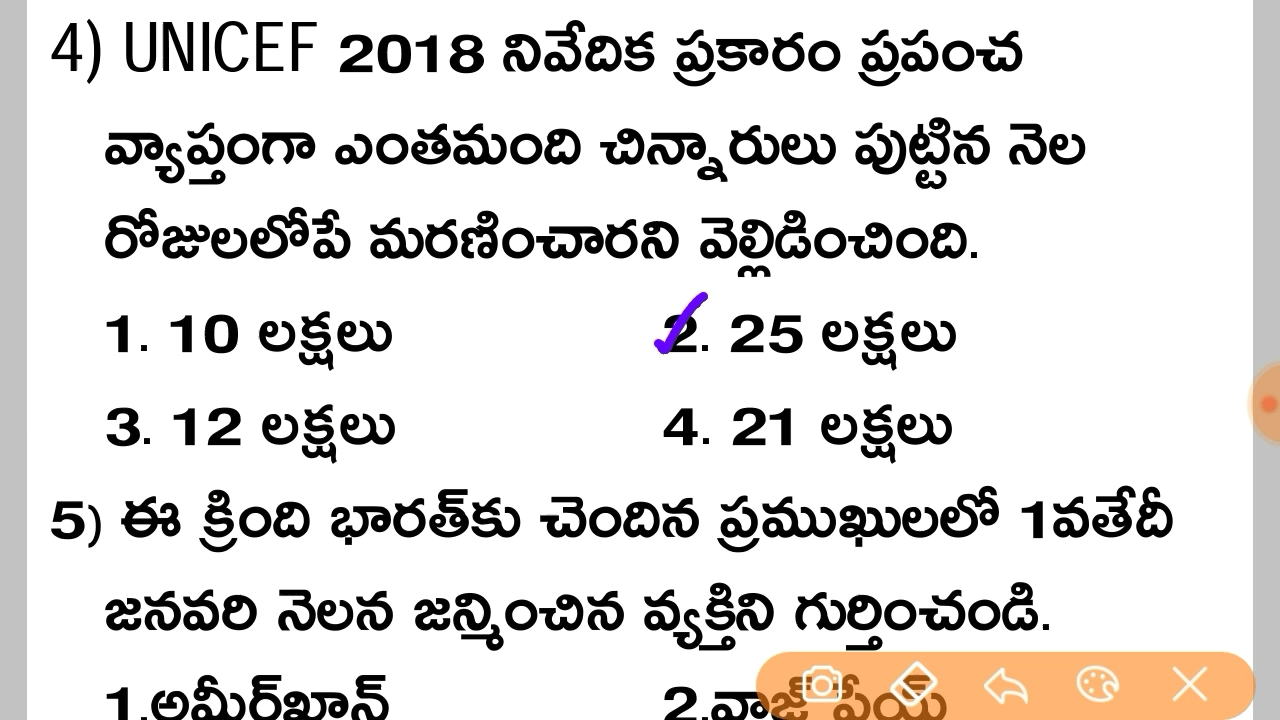 4) UNICEF 2018 నివేదిక ప్రకారం ప్రపంచ
వ్యాప్తంగా ఎంతమంది చిన్నారులు పుట్టిన నెల
రోజులలోపే మరణించారని వెల్లిడించింది.
1. 10 లక్షలు 2. 25 లక్షలు
3. 12 లక్షలు 4. 21 లక్షలు
5) ఈ క్రింది భారత్‌కు చెందిన ప్రముఖులలో 1వతేదీ
జనవరి నెలన జన్మించిన వ్యక్తిని గుర్తించండి.
1.అమీర్‌ఖాన్ 2.వాజ్‌పేయ్